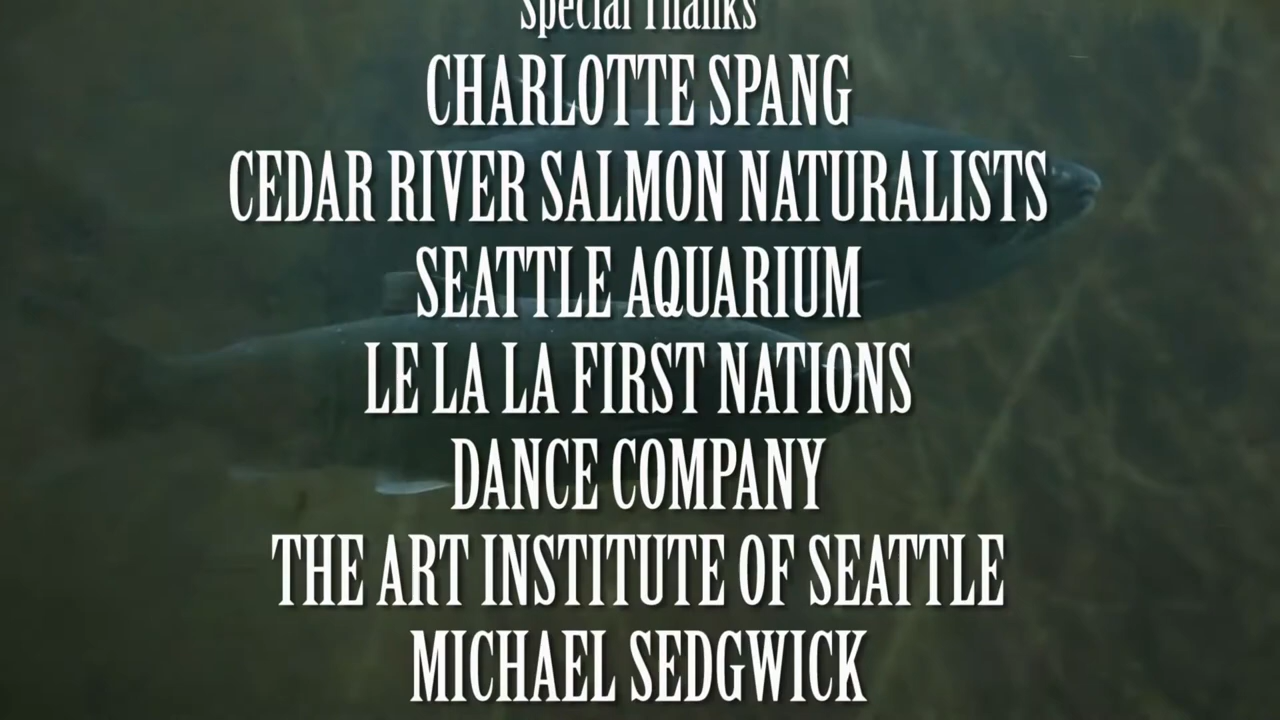 Special Thanks
CHARLOTTE SPANG
CEDAR RIVER SALMON NATURALISTS
SEATTLE AQUARIUM
LE LA LA FIRST NATIONS
DANCE COMPANY
THE ART INSTITUTE OF SEATTLE
MICHAEL SEDGWICK